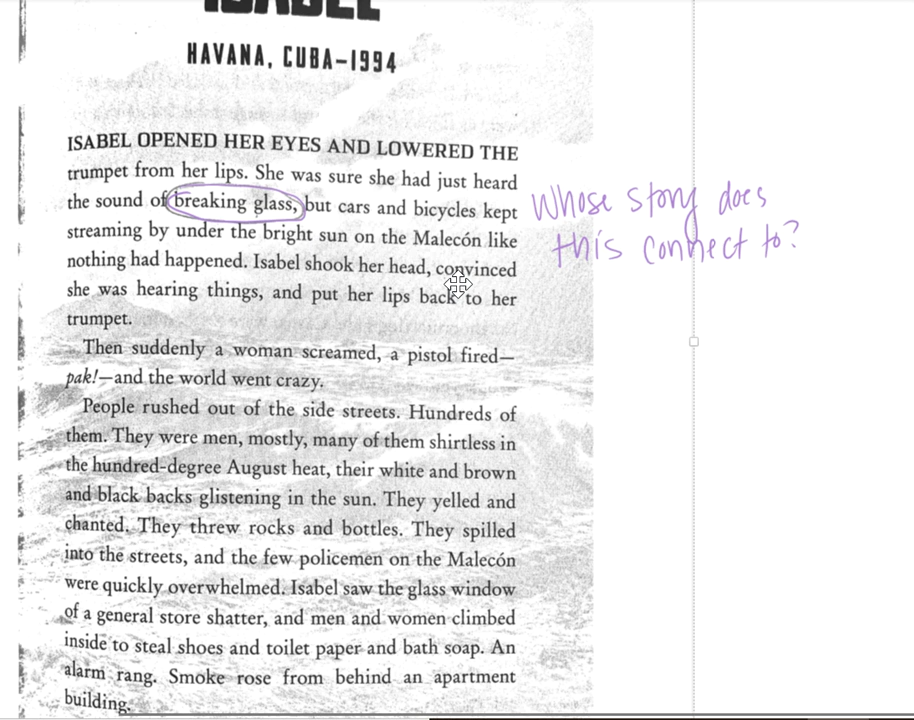 ISABEL
HAVANA, CUBA–1994
ISABEL OPENED HER EYES AND LOWERED THE
trumpet from her lips. She was sure she had just heard
the sound of breaking glass, but cars and bicycles kept
streaming by under the bright sun on the Malecón like
nothing had happened. Isabel shook her head, convinced
she was hearing things, and put her lips back to her
trumpet.
Whose story does
this connect to?
Then suddenly a woman screamed, a pistol fired—
pak!—and the world went crazy.
People rushed out of the side streets. Hundreds of
them. They were men, mostly, many of them shirtless in
the hundred-degree August heat, their white and brown
and black backs glistening in the sun. They yelled and
chanted. They threw rocks and bottles. They spilled
into the streets, and the few policemen on the Malecón
were quickly overwhelmed. Isabel saw the glass window
of a general store shatter, and men and women climbed
inside to steal shoes and toilet paper and bath soap. An
alarm rang. Smoke rose from behind an apartment
building.